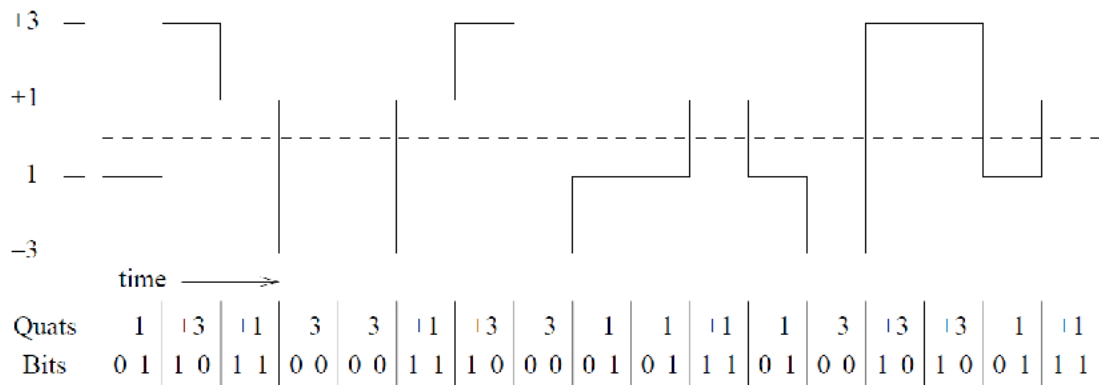 +3
+1
1
−3
time
Quats 1 +3 +1 3 3 +1 +3 3 1 1 +1 1 3 +3 +3 1 +1
Bits 0 1 1 0 1 1 0 0 0 0 1 1 1 0 0 0 0 1 0 1 1 1 0 1 0 0 1 0 1 0 0 1 1 1